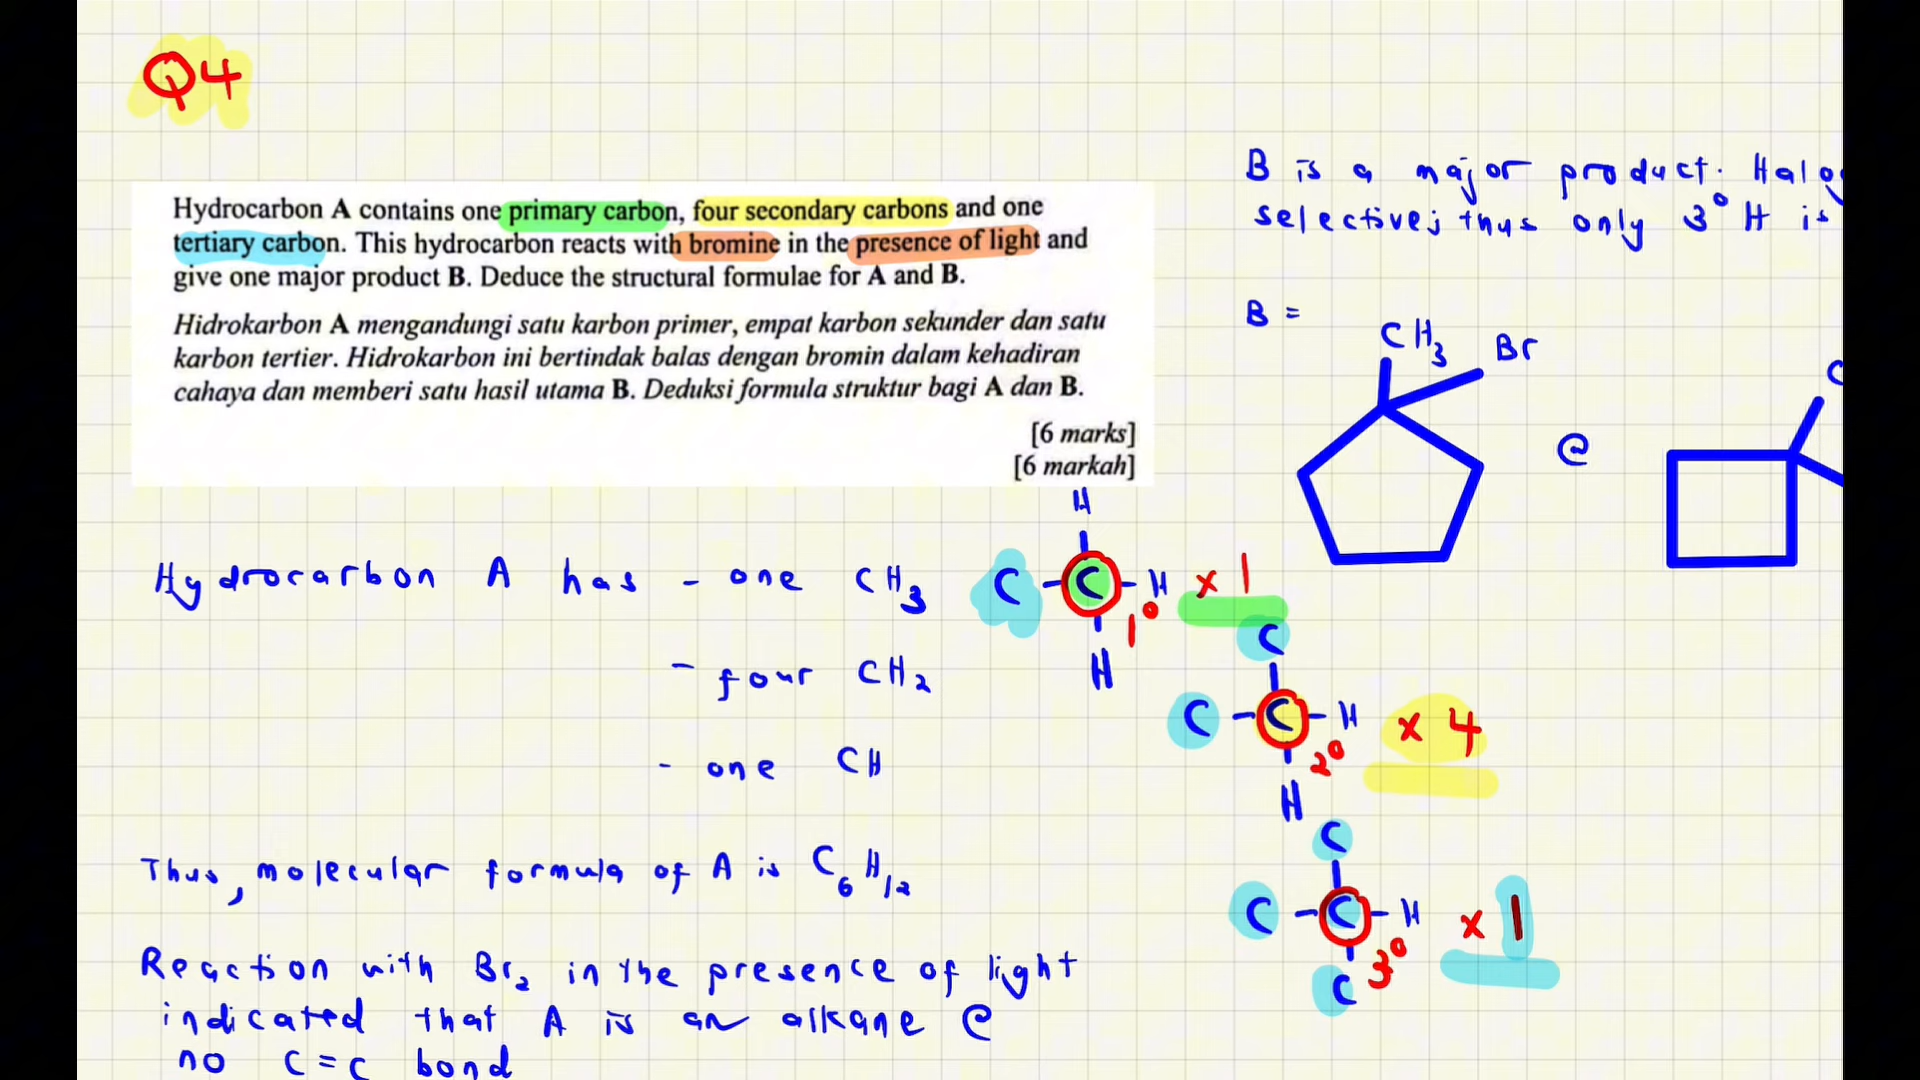 Q4
Hydrocarbon A contains one primary carbon, four secondary carbons and one
tertiary carbon. This hydrocarbon reacts with bromine in the presence of light and
give one major product B. Deduce the structural formulae for A and B.
Hidrokarbon A mengandungi satu karbon primer, empat karbon sekunder dan satu
karbon tertier. Hidrokarbon ini bertindak balas dengan bromin dalam kehadiran
cahaya dan memberi satu hasil utama B. Deduksi formula struktur bagi A dan B.
[6 marks]
[6 markah]
Hydrocarbon A has - one CH3
- four CH2
- one CH
Thus, molecular formula of A is C6H12
Reaction with Br2 in the presence of light
indicated that A is an alkane @
no C=C bond
H
C-C-H x 1
1°
H
C
C-C-H x 4
2°
H
C
C-C-H x 1
3°
C
B is a major product. Halo
selective; thus only 3° H is
B =
CH3 Br
@
C